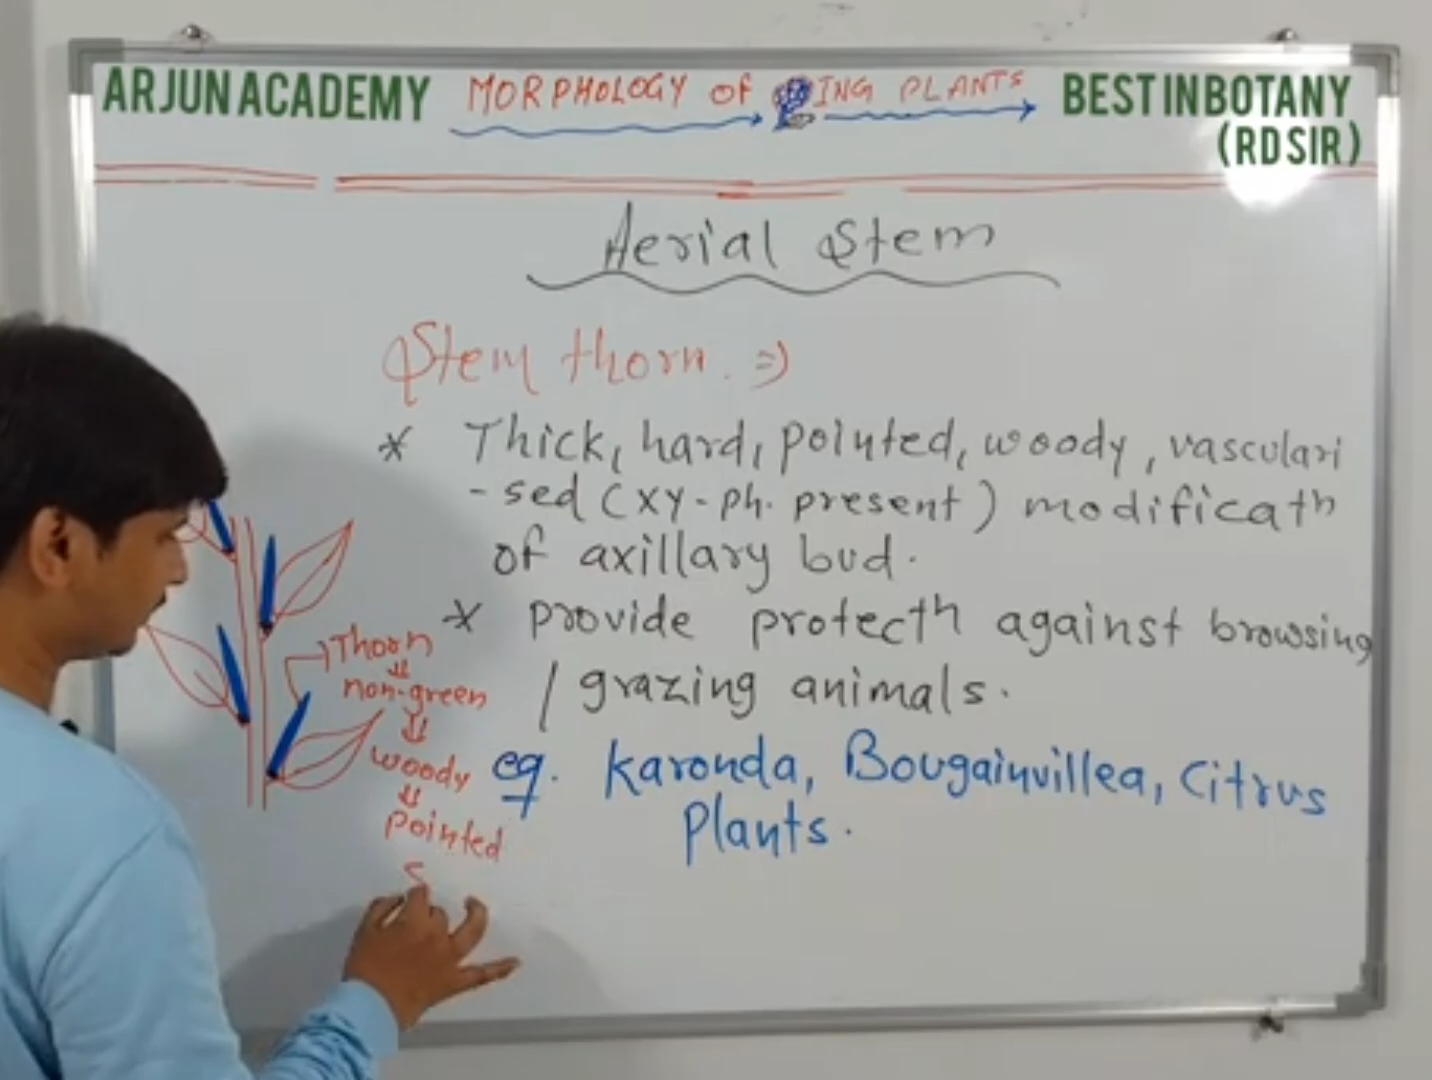 ARJUN ACADEMY MORPHOLOGY OF ING PLANTS BEST IN BOTANY
(RD SIR)
Aerial Stem
Stem thorn. ⇒
* Thick, hard, pointed, woody, vasculari
- sed (xy-ph. present) modificatn
of axillary bud.
* provide protectn against browsing
/ grazing animals.
eg. Karonda, Bougainvillea, Citrus
Plants.
Thorn
⇓
non-green
⇓
woody
⇓
pointed